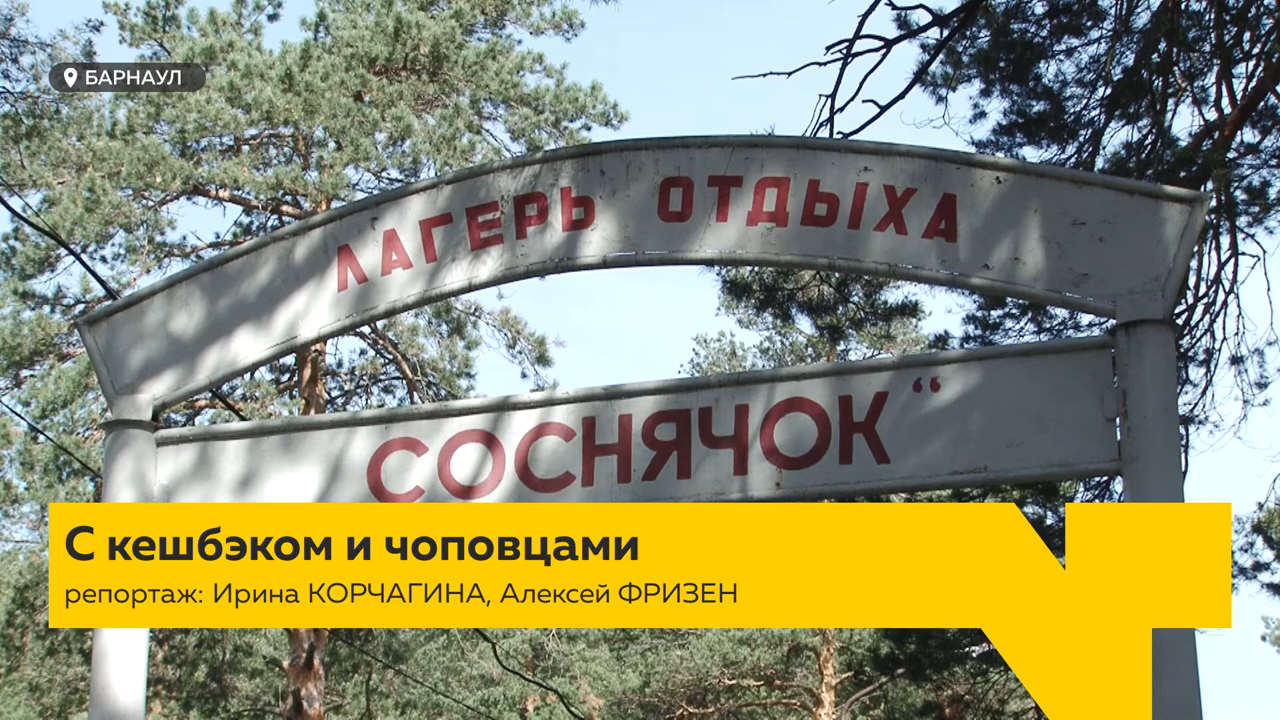 БАРНАУЛ
ЛАГЕРЬ ОТДЫХА
СОСНЯЧОК “
С кешбэком и чоповцами
репортаж: Ирина КОРЧАГИНА, Алексей ФРИЗЕН